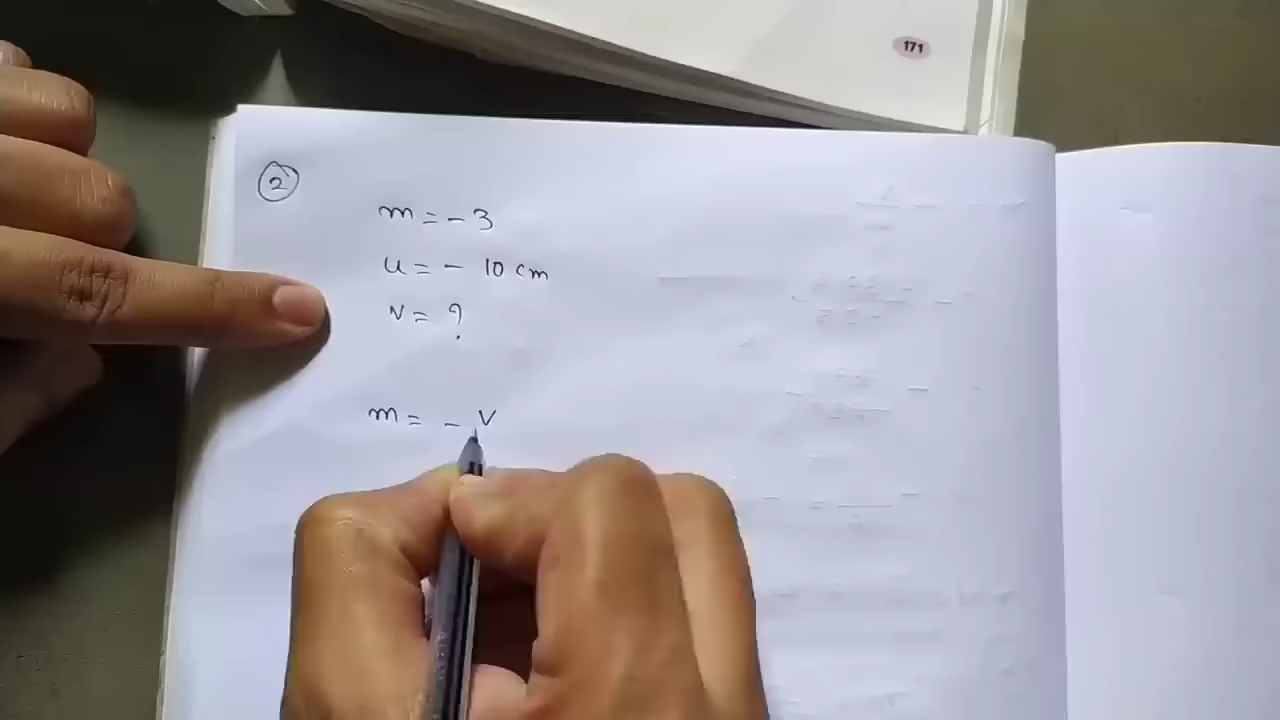 171
②
m = - 3
u = - 10 cm
v = ?
m = - v